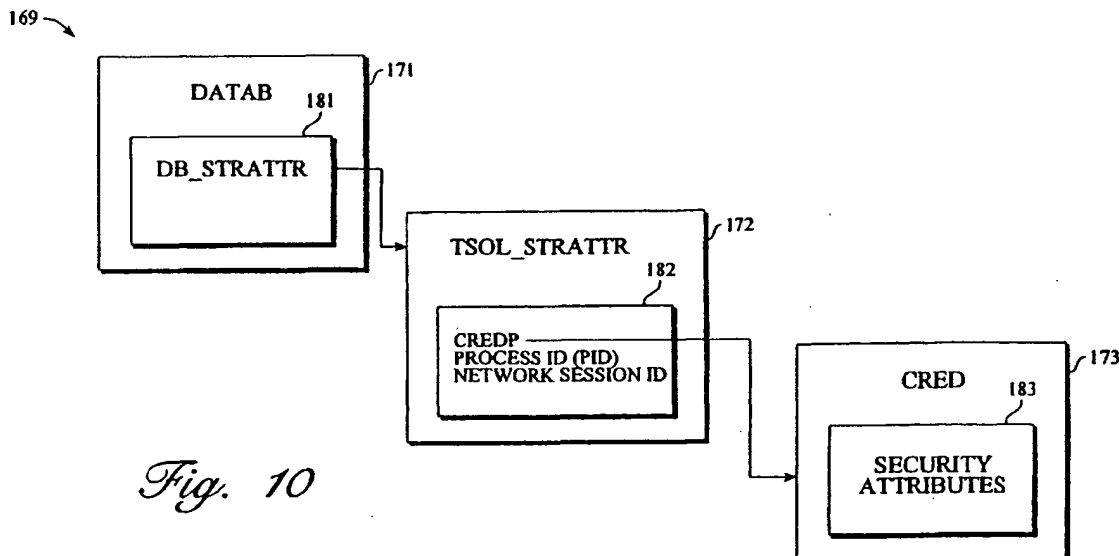 169
DATAB
171
181
DB_STRATTR
TSOL_STRATTR
172
182
CREDP
PROCESS ID (PID)
NETWORK SESSION ID
CRED
173
183
SECURITY
ATTRIBUTES
Fig. 10